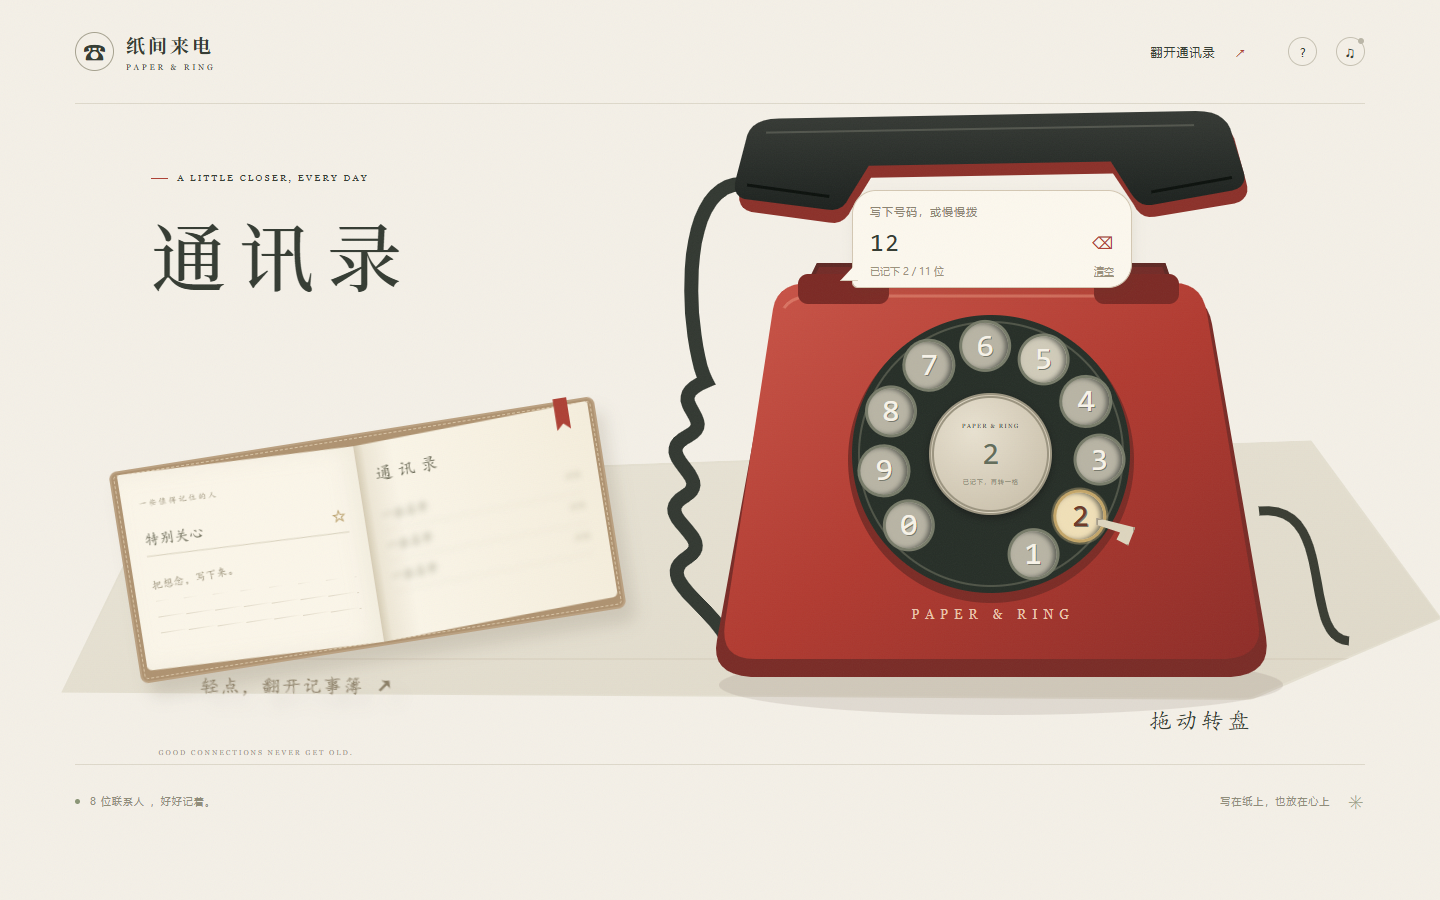 纸间来电
PAPER & RING
翻开通讯录 ↗
?
A LITTLE CLOSER, EVERY DAY
通讯录
写下号码，或慢慢拨
12
已记下 2 / 11 位
清空
6
5
7
4
8
3
9
2
0
1
PAPER & RING
2
PAPER & RING
一些值得记住的人
特别关心
把想念，写下来。
通讯录
轻点，翻开记事簿 ↗
拖动转盘
GOOD CONNECTIONS NEVER GET OLD.
8 位联系人 ，好好记着。
写在纸上，也放在心上